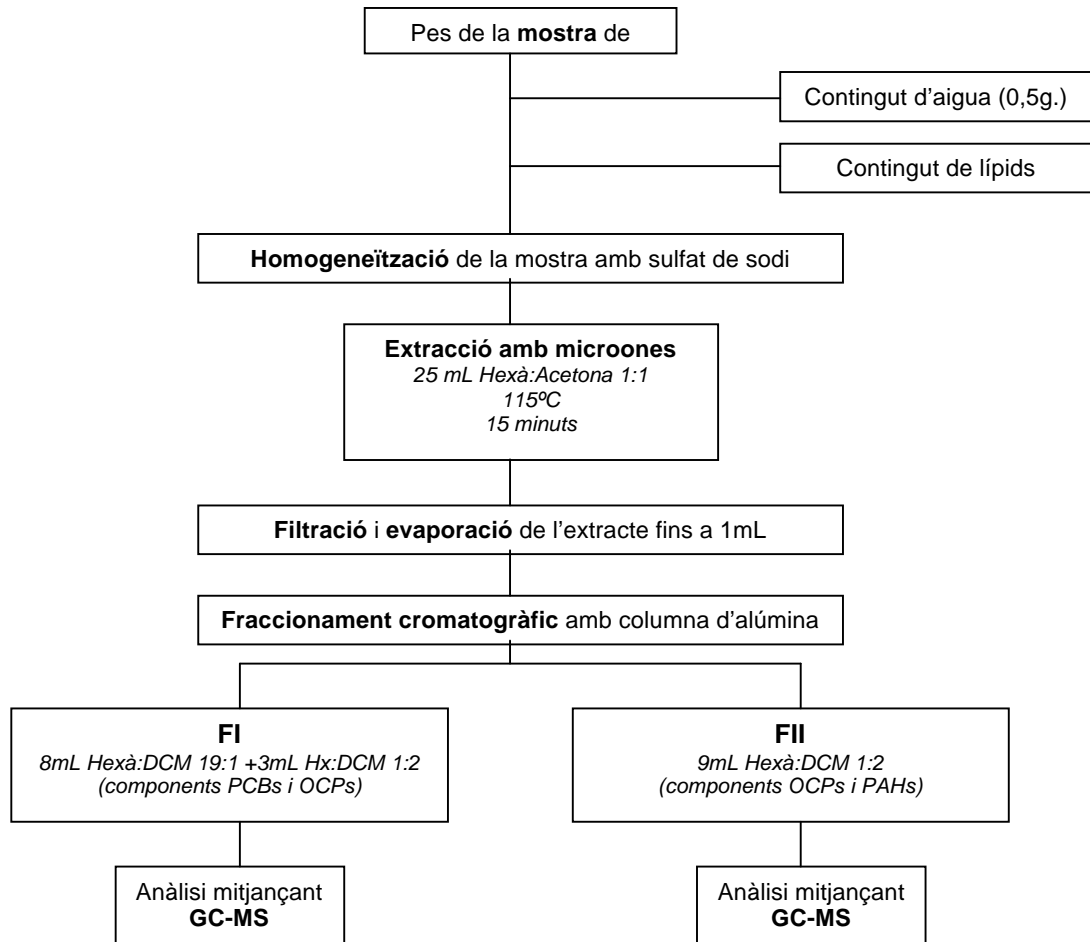 Pes de la mostra de
Contingut d’aigua (0,5g.)
Contingut de lípids
Homogeneïtzació de la mostra amb sulfat de sodi
Extracció amb microones
25 mL Hexà:Acetona 1:1
115ºC
15 minuts
Filtració i evaporació de l’extracte fins a 1mL
Fraccionament cromatogràfic amb columna d’alúmina
FI
8mL Hexà:DCM 19:1 +3mL Hx:DCM 1:2
(components PCBs i OCPs)
FII
9mL Hexà:DCM 1:2
(components OCPs i PAHs)
Anàlisi mitjançant
GC-MS
Anàlisi mitjançant
GC-MS